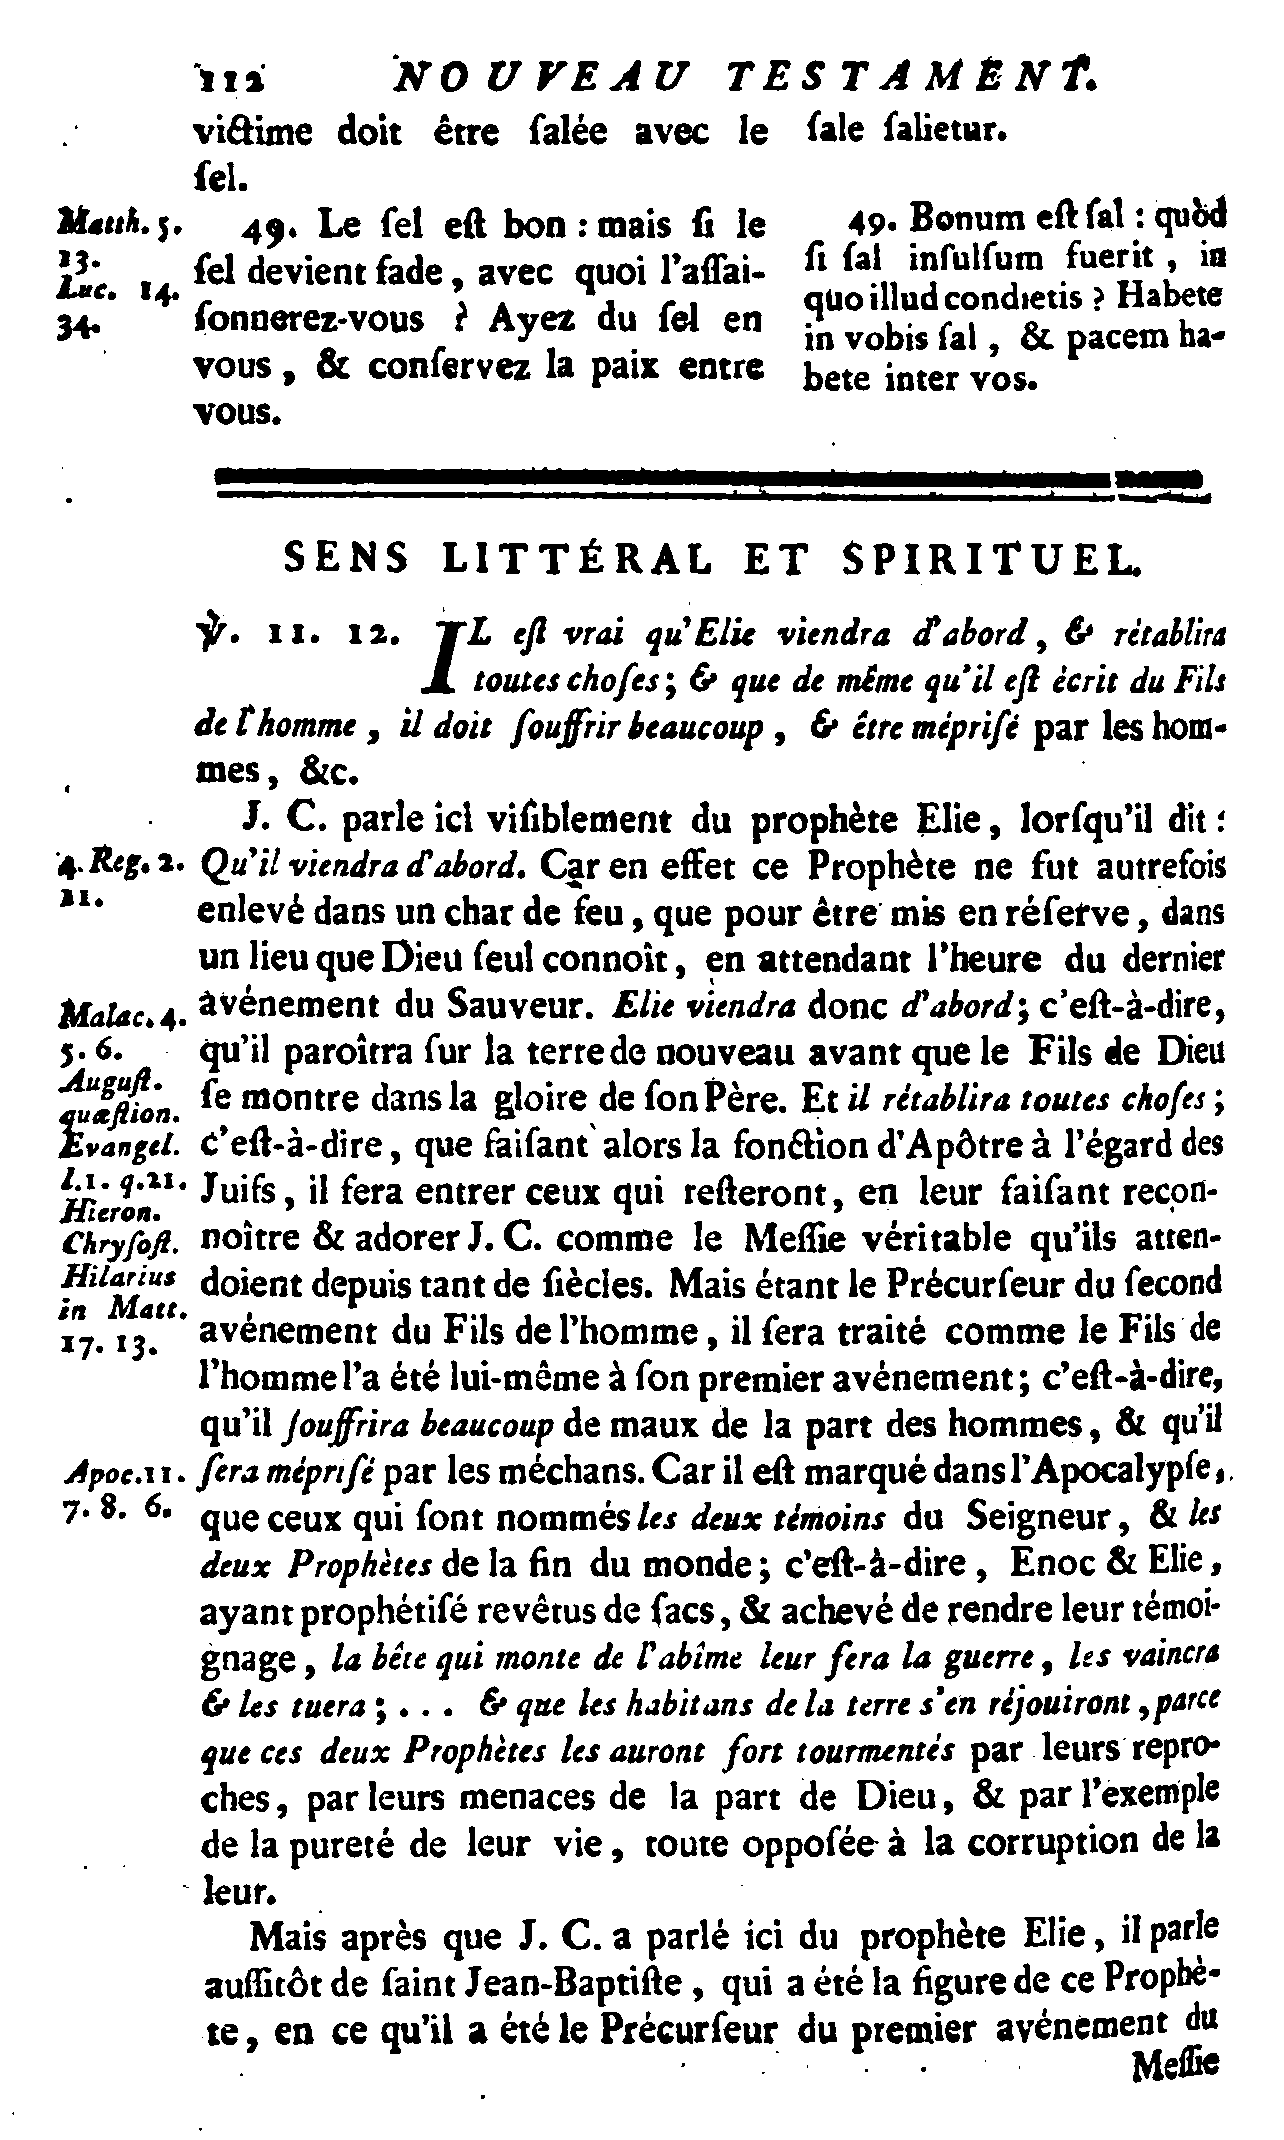 112 NOUVEAU TESTAMENT.
victime doit être ſalée avec le
ſel.
Matth. 5.
13.
Luc. 14.
34.
49. Le ſel eſt bon : mais ſi le
ſel devient fade, avec quoi l'aſſai-
ſonnerez-vous ? Ayez du ſel en
vous, & conſervez la paix entre
vous.
ſale ſalietur.
49. Bonum eſt ſal : quòd
ſi ſal inſulſum fuerit, in
quo illud condietis ? Habete
in vobis ſal, & pacem ha-
bete inter vos.
SENS LITTÉRAL ET SPIRITUEL.
℣. 11. 12. IL eſt vrai qu'Elie viendra d'abord, & rétablira
toutes choſes ; & que de même qu'il eſt écrit du Fils
de l'homme, il doit ſouffrir beaucoup, & être mépriſé par les hom-
mes, &c.
J. C. parle ici viſiblement du prophète Elie, lorſqu'il dit :
4. Reg. 2.
11.
Qu'il viendra d'abord. Car en effet ce Prophète ne fut autrefois
enlevé dans un char de feu, que pour être mis en réſerve, dans
un lieu que Dieu ſeul connoît, en attendant l'heure du dernier
Malac. 4.
5. 6.
Auguſt.
quæſtion.
Evangel.
l.1. q.21.
Hieron.
Chryſoſt.
Hilarius
in Matt.
17. 13.
avénement du Sauveur. Elie viendra donc d'abord ; c'eſt-à-dire,
qu'il paroîtra ſur la terre de nouveau avant que le Fils de Dieu
ſe montre dans la gloire de ſon Père. Et il rétablira toutes choſes ;
c'eſt-à-dire, que faiſant alors la fonction d'Apôtre à l'égard des
Juifs, il fera entrer ceux qui reſteront, en leur faiſant recon-
noître & adorer J. C. comme le Meſſie véritable qu'ils atten-
doient depuis tant de ſiècles. Mais étant le Précurſeur du ſecond
avénement du Fils de l'homme, il ſera traité comme le Fils de
l'homme l'a été lui-même à ſon premier avénement ; c'eſt-à-dire,
qu'il ſouffrira beaucoup de maux de la part des hommes, & qu'il
Apoc.11.
7. 8. 6.
ſera mépriſé par les méchans. Car il eſt marqué dans l'Apocalypſe,
que ceux qui ſont nommés les deux témoins du Seigneur, & les
deux Prophètes de la fin du monde ; c'eſt-à-dire, Enoc & Elie,
ayant prophétiſé revêtus de ſacs, & achevé de rendre leur témoi-
gnage, la bête qui monte de l'abîme leur ſera la guerre, les vaincra
& les tuera ; . . . & que les habitans de la terre s'en réjouiront, parce
que ces deux Prophètes les auront fort tourmentés par leurs repro-
ches, par leurs menaces de la part de Dieu, & par l'exemple
de la pureté de leur vie, toute oppoſée à la corruption de la
leur.
Mais après que J. C. a parlé ici du prophète Elie, il parle
auſſitôt de ſaint Jean-Baptiſte, qui a été la figure de ce Prophè-
te, en ce qu'il a été le Précurſeur du premier avénement du
Meſſie